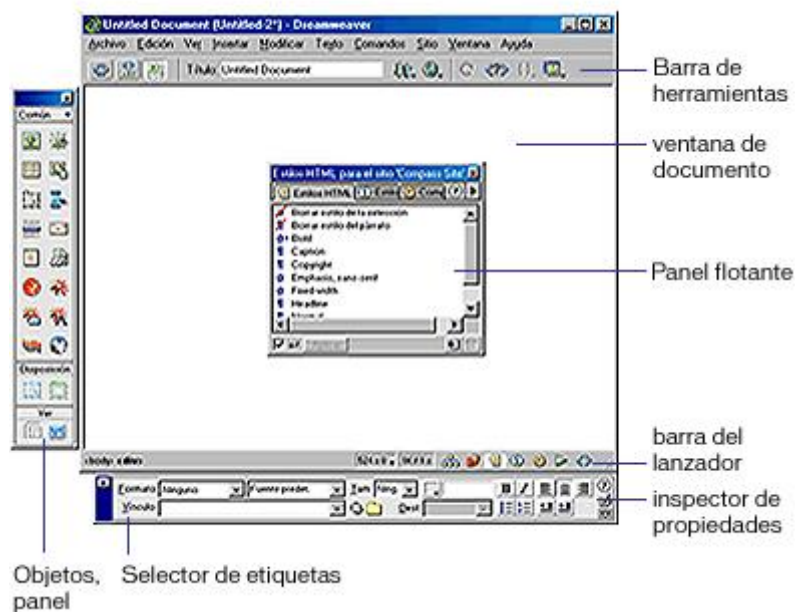 Untitled Document (Untitled-2*) - Dreamweaver
Archivo Edición Ver Insertar Modificar Texto Comandos Sitio Ventana Ayuda
Título: Untitled Document
Barra de
herramientas
Común
ventana de
documento
Estilos HTML para el sitio 'Compass Site'
Estilos HTML
Borrar estilo de la selección
Borrar estilo del párrafo
Bold
Caption
Copyright
Emphasis, sans-serif
Fixed-width
Headline
Normal
Panel flotante
Disposición
Ver
barra del
lanzador
Formato Ninguno Fuente predet. Tam Ning.
Vínculo Dest
inspector de
propiedades
Objetos,
panel
Selector de etiquetas